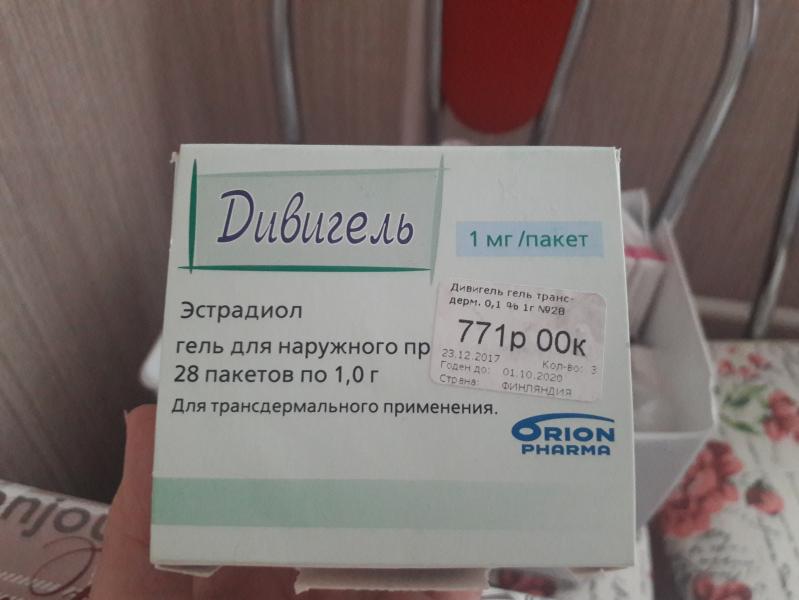 Дивигель
1 мг/пакет
Эстрадиол
гель для наружного пр
28 пакетов по 1,0 г
Для трансдермального применения.
Дивигель гель транс-
дерм. 0,1 % 1г №28
771р 00к
23.12.2017 Кол-во: 3
Годен до: 01.10.2020
Страна: ФИНЛЯНДИЯ
ORION
PHARMA
njo